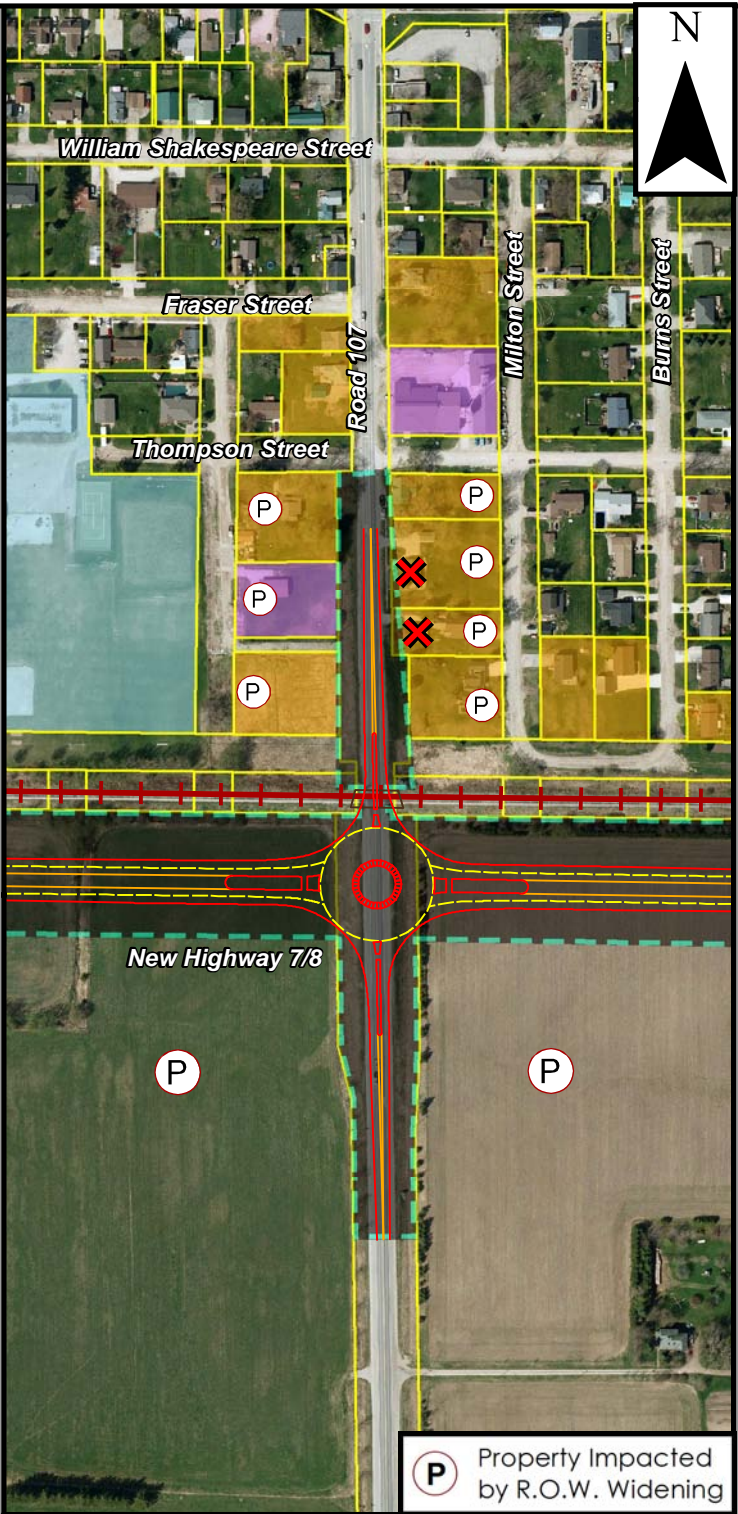 N
William Shakespeare Street
Fraser Street
Road 107
Milton Street
Burns Street
Thompson Street
P
P
P
P
P
P
P
New Highway 7/8
P
P
P Property Impacted
by R.O.W. Widening